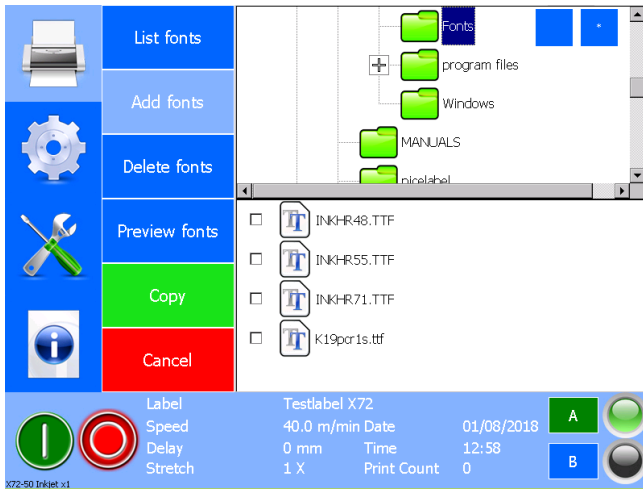 List fonts
Add fonts
Delete fonts
Preview fonts
Copy
Cancel
Fonts
*
program files
Windows
MANUALS
nicelabel
INKHR48.TTF
INKHR55.TTF
INKHR71.TTF
K19pcr1s.ttf
Label Testlabel X72
Speed 40.0 m/min Date 01/08/2018
Delay 0 mm Time 12:58
Stretch 1 X Print Count 0
A
B
X72-50 Inkjet x1